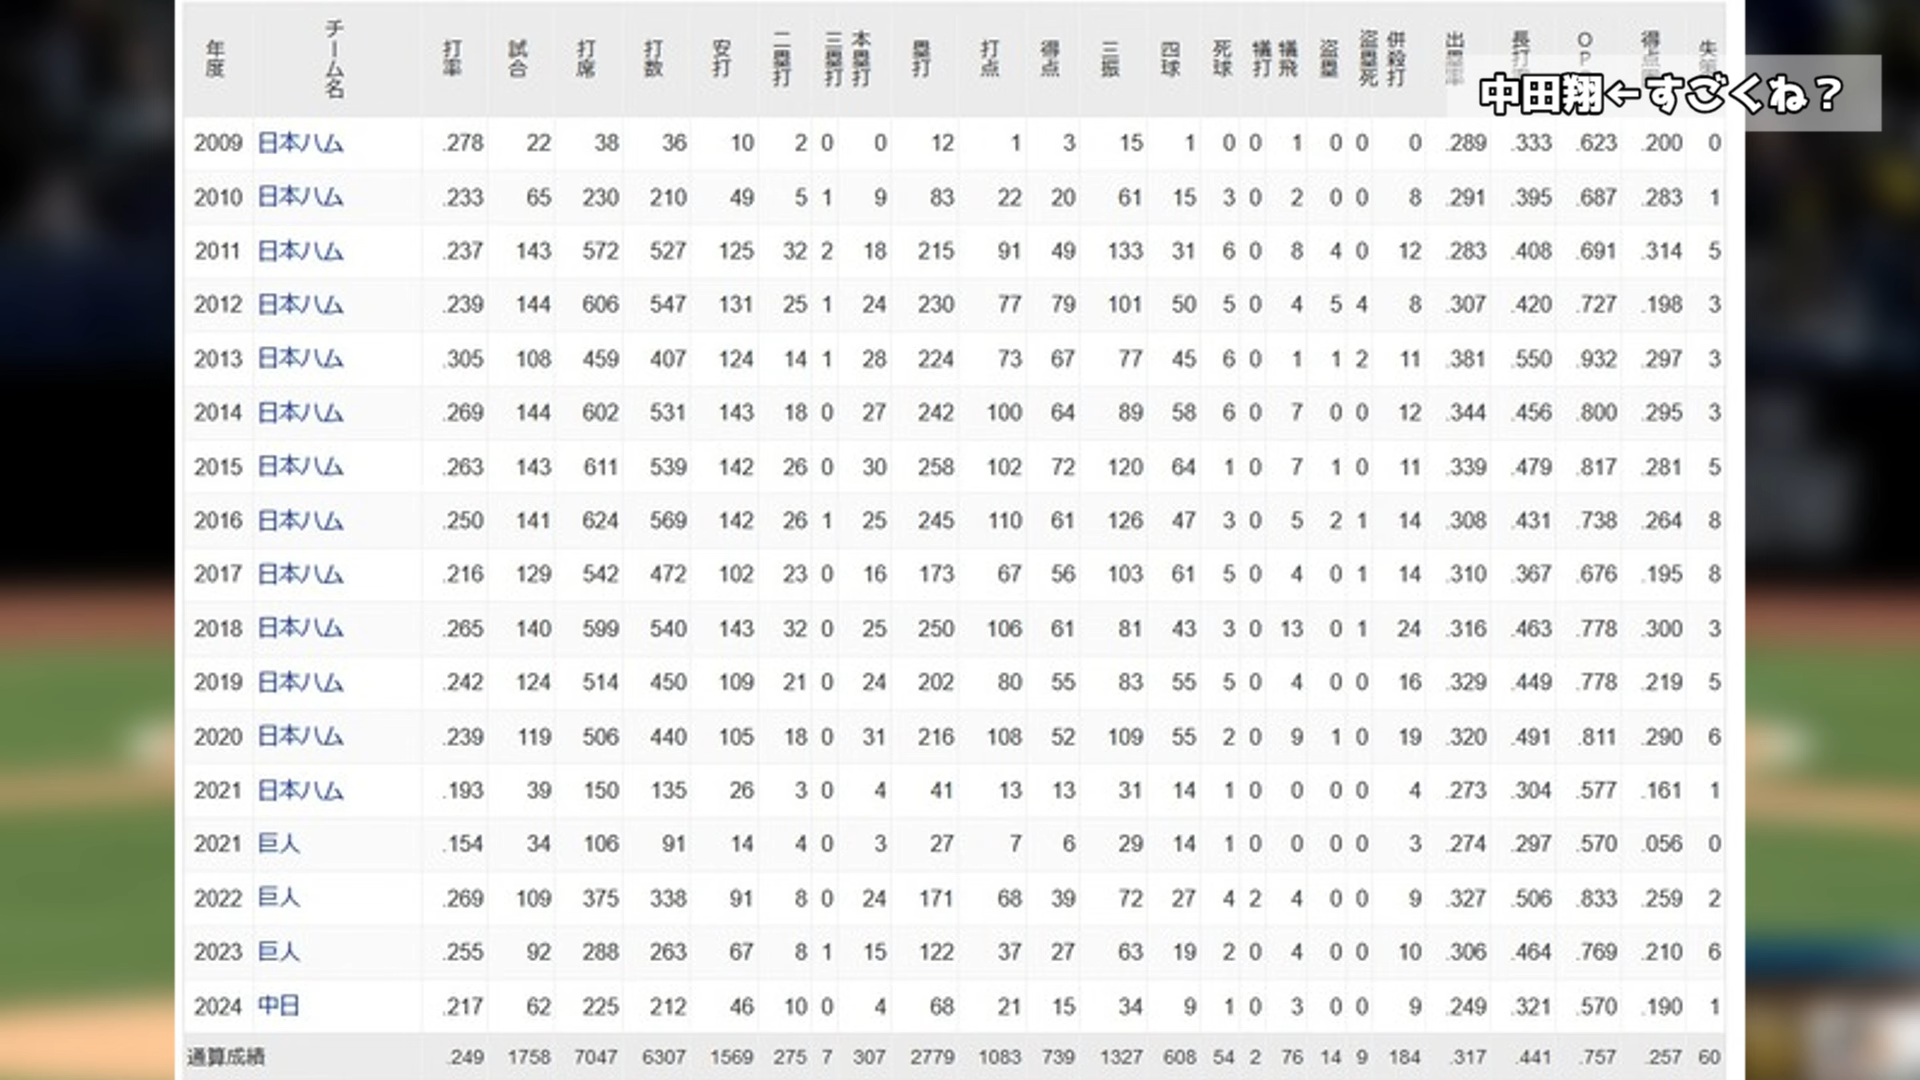 年度 チーム名 打率 試合 打席 打数 安打 二塁打 三塁打 本塁打 塁打 打点 得点 三振 四球 死球 犠打 犠飛 盗塁 盗塁死 併殺打 出塁率 長打 OP 得点 失策
中田翔←すごくね？
2009 日本ハム .278 22 38 36 10 2 0 0 12 1 3 15 1 0 0 1 0 0 0 .289 .333 .623 .200 0
2010 日本ハム .233 65 230 210 49 5 1 9 83 22 20 61 15 3 0 2 0 0 8 .291 .395 .687 .283 1
2011 日本ハム .237 143 572 527 125 32 2 18 215 91 49 133 31 6 0 8 4 0 12 .283 .408 .691 .314 5
2012 日本ハム .239 144 606 547 131 25 1 24 230 77 79 101 50 5 0 4 5 4 8 .307 .420 .727 .198 3
2013 日本ハム .305 108 459 407 124 14 1 28 224 73 67 77 45 6 0 1 1 2 11 .381 .550 .932 .297 3
2014 日本ハム .269 144 602 531 143 18 0 27 242 100 64 89 58 6 0 7 0 0 12 .344 .456 .800 .295 3
2015 日本ハム .263 143 611 539 142 26 0 30 258 102 72 120 64 1 0 7 1 0 11 .339 .479 .817 .281 5
2016 日本ハム .250 141 624 569 142 26 1 25 245 110 61 126 47 3 0 5 2 1 14 .308 .431 .738 .264 8
2017 日本ハム .216 129 542 472 102 23 0 16 173 67 56 103 61 5 0 4 0 1 14 .310 .367 .676 .195 8
2018 日本ハム .265 140 599 540 143 32 0 25 250 106 61 81 43 3 0 13 0 1 24 .316 .463 .778 .300 3
2019 日本ハム .242 124 514 450 109 21 0 24 202 80 55 83 55 5 0 4 0 0 16 .329 .449 .778 .219 5
2020 日本ハム .239 119 506 440 105 18 0 31 216 108 52 109 55 2 0 9 1 0 19 .320 .491 .811 .290 6
2021 日本ハム .193 39 150 135 26 3 0 4 41 13 13 31 14 1 0 0 0 0 4 .273 .304 .577 .161 1
2021 巨人 .154 34 106 91 14 4 0 3 27 7 6 29 14 1 0 0 0 0 3 .274 .297 .570 .056 0
2022 巨人 .269 109 375 338 91 8 0 24 171 68 39 72 27 4 2 4 0 0 9 .327 .506 .833 .259 2
2023 巨人 .255 92 288 263 67 8 1 15 122 37 27 63 19 2 0 4 0 0 10 .306 .464 .769 .210 6
2024 中日 .217 62 225 212 46 10 0 4 68 21 15 34 9 1 0 3 0 0 9 .249 .321 .570 .190 1
通算成績 .249 1758 7047 6307 1569 275 7 307 2779 1083 739 1327 608 54 2 76 14 9 184 .317 .441 .757 .257 60